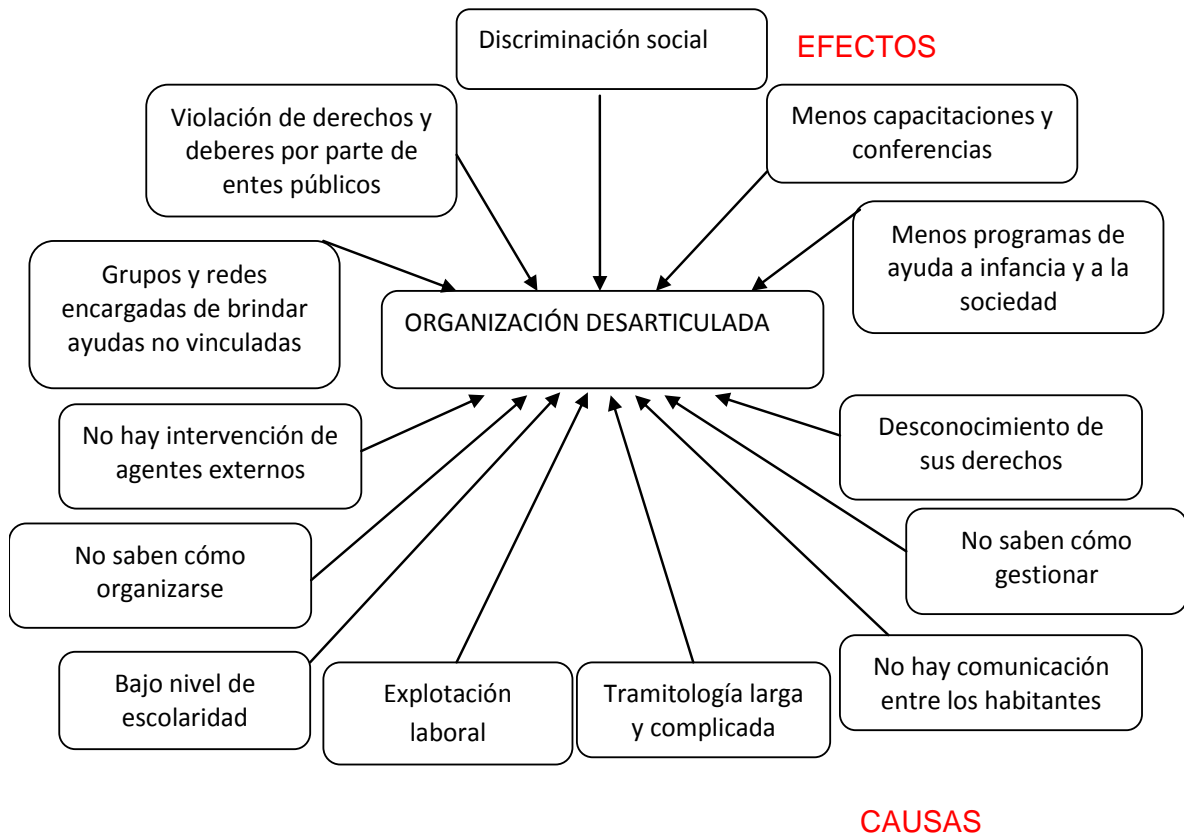 Discriminación social
EFECTOS
Violación de derechos y
deberes por parte de
entes públicos
Menos capacitaciones y
conferencias
Grupos y redes
encargadas de brindar
ayudas no vinculadas
Menos programas de
ayuda a infancia y a la
sociedad
ORGANIZACIÓN DESARTICULADA
No hay intervención de
agentes externos
Desconocimiento de
sus derechos
No saben cómo
organizarse
No saben cómo
gestionar
Bajo nivel de
escolaridad
Explotación
laboral
Tramitología larga
y complicada
No hay comunicación
entre los habitantes
CAUSAS